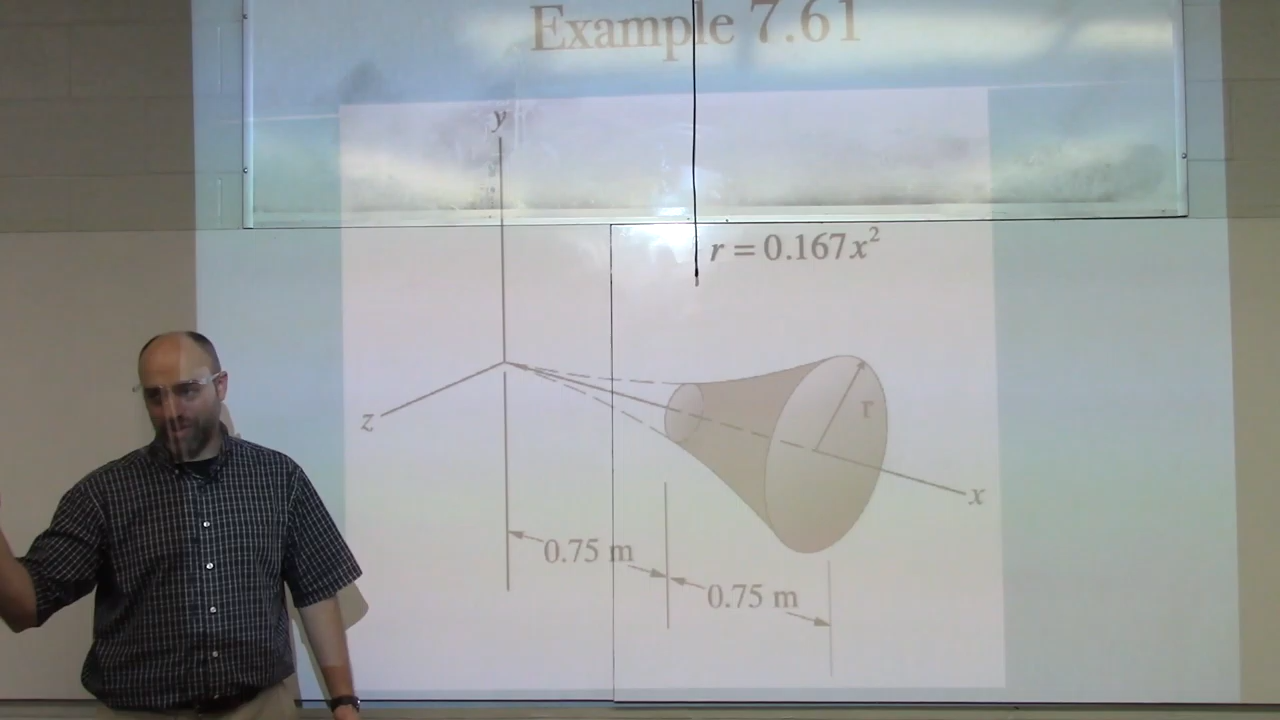 Example 7.61
y
r = 0.167x²
r
z
x
0.75 m
0.75 m